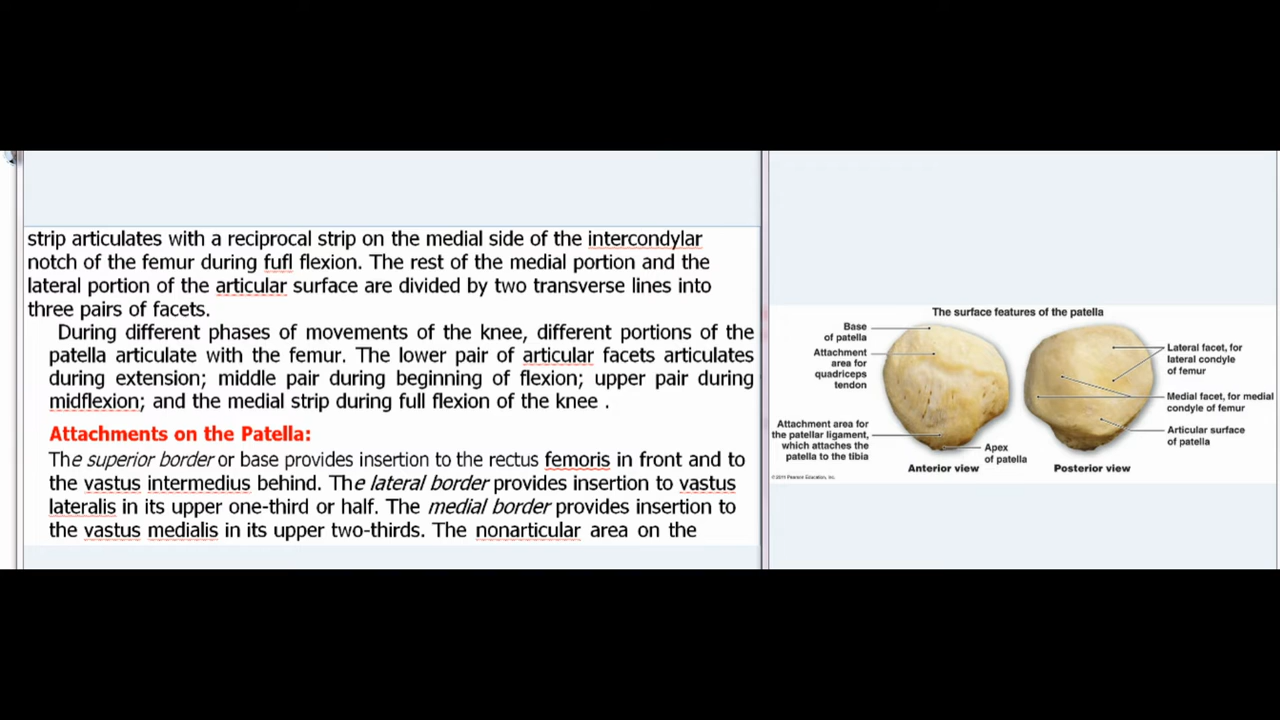 strip articulates with a reciprocal strip on the medial side of the intercondylar
notch of the femur during fufl flexion. The rest of the medial portion and the
lateral portion of the articular surface are divided by two transverse lines into
three pairs of facets.
During different phases of movements of the knee, different portions of the
patella articulate with the femur. The lower pair of articular facets articulates
during extension; middle pair during beginning of flexion; upper pair during
midflexion; and the medial strip during full flexion of the knee .
Attachments on the Patella:
The superior border or base provides insertion to the rectus femoris in front and to
the vastus intermedius behind. The lateral border provides insertion to vastus
lateralis in its upper one-third or half. The medial border provides insertion to
the vastus medialis in its upper two-thirds. The nonarticular area on the
The surface features of the patella
Base
of patella
Attachment
area for
quadriceps
tendon
Attachment area for
the patellar ligament,
which attaches the
patella to the tibia
Apex
of patella
Anterior view
Lateral facet, for
lateral condyle
of femur
Medial facet, for medial
condyle of femur
Articular surface
of patella
Posterior view
© 2011 Pearson Education, Inc.